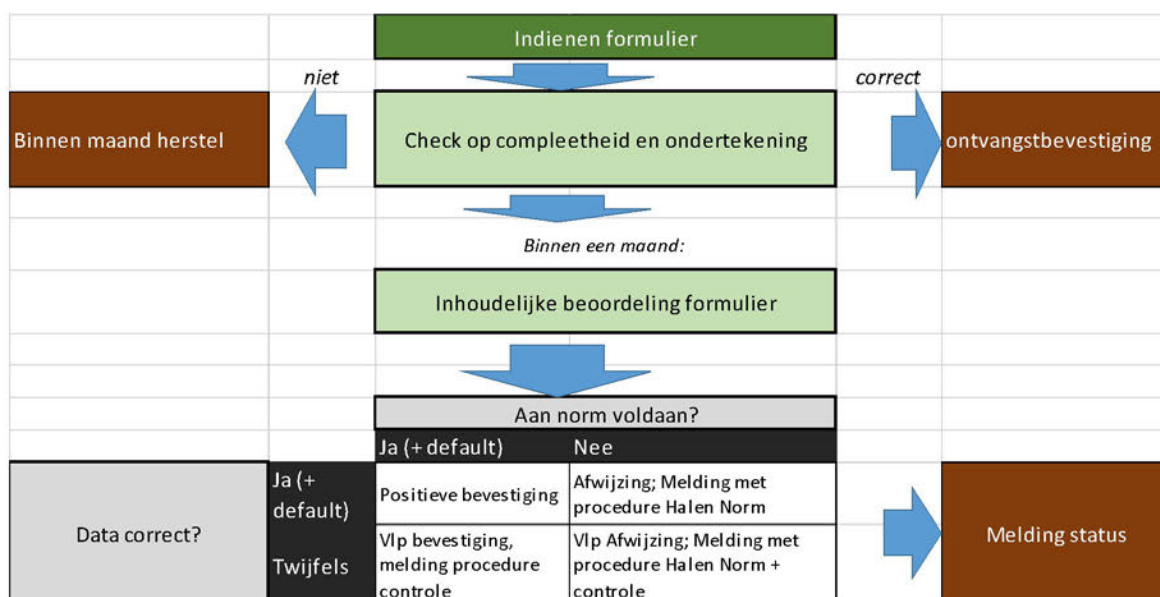 Indienen formulier
niet
correct
Binnen maand herstel
Check op compleetheid en ondertekening
ontvangstbevestiging
Binnen een maand:
Inhoudelijke beoordeling formulier
Aan norm voldaan?
Ja (+ default)
Nee
Data correct?
Ja (+
default)
Positieve bevestiging
Afwijzing; Melding met
procedure Halen Norm
Twijfels
Vlp bevestiging,
melding procedure
controle
Vlp Afwijzing; Melding met
procedure Halen Norm +
controle
Melding status